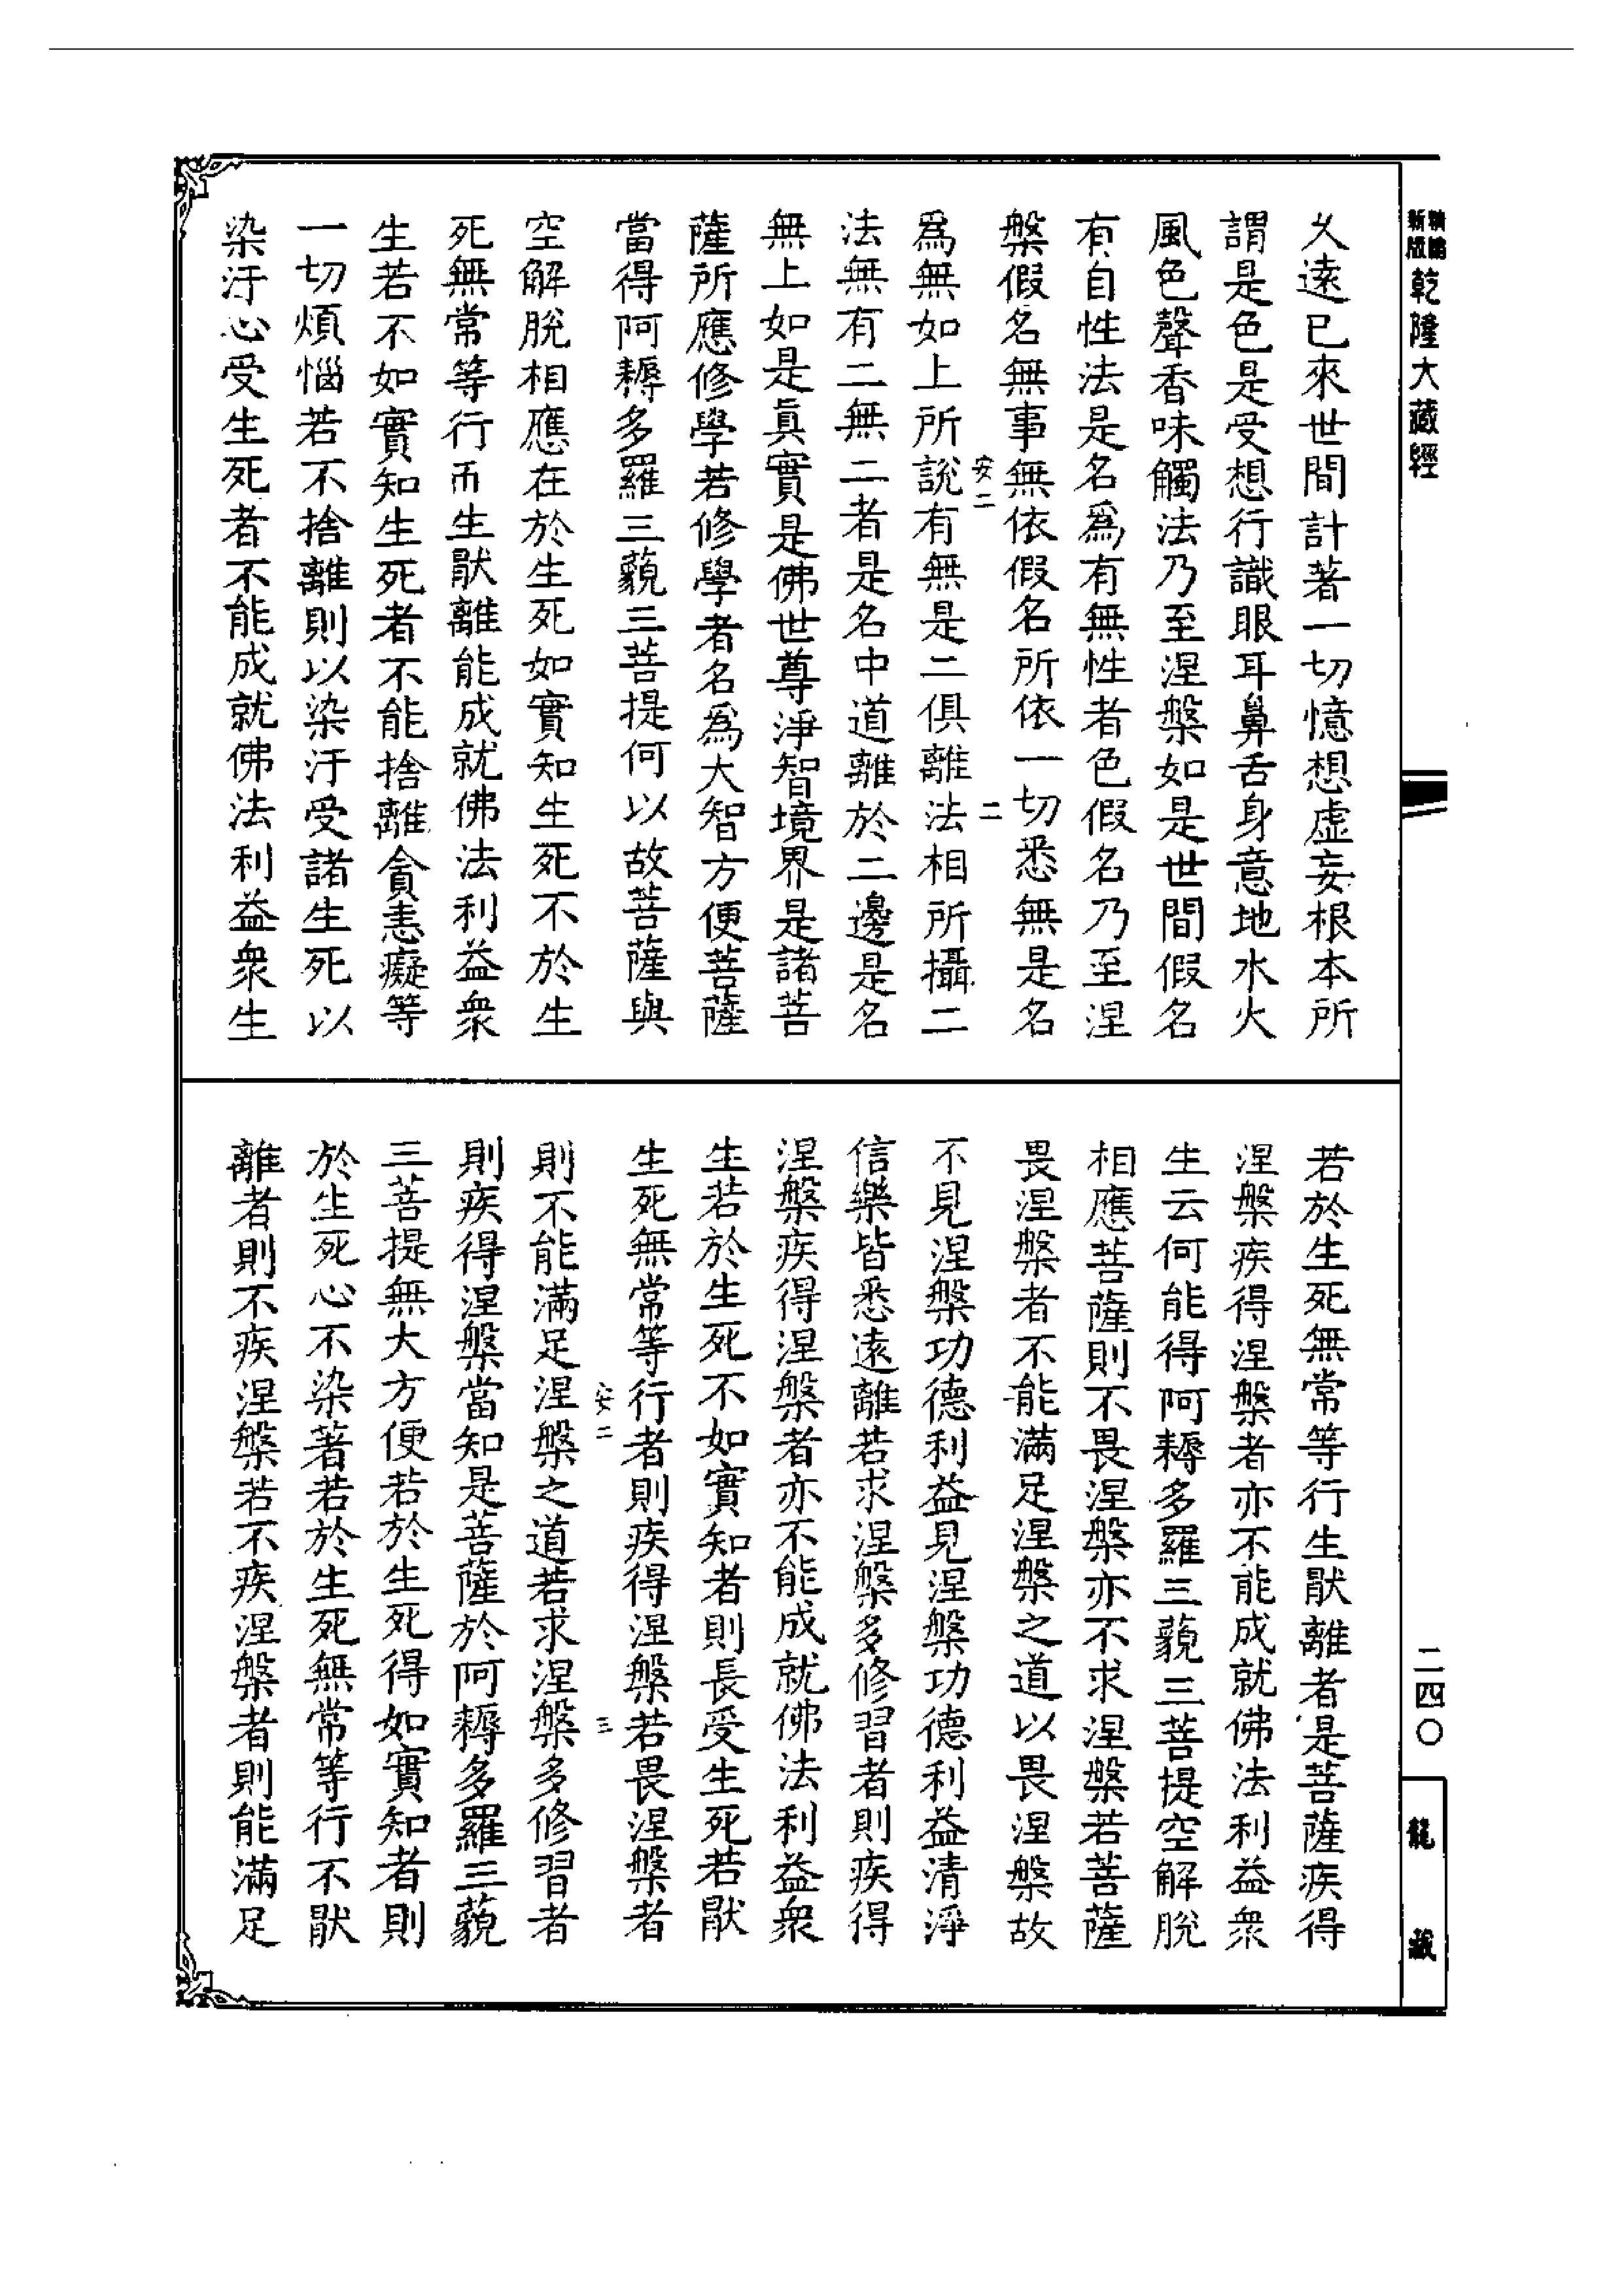 新版
乾隆大藏經
久遠已來世間計著一切憶想虛妄根本所
謂是色是受想行識眼耳鼻舌身意地水火
風色聲香味觸法乃至涅槃如是世間假名
有自性法是名為有無性者色假名乃至涅
槃假名無事無依假名所依一切悉無是名
安二
二
為無如上所說有無是二俱離法相所攝二
法無有二無二者是名中道離於二邊是名
無上如是真實是佛世尊淨智境界是諸菩
薩所應修學若修學者名為大智方便菩薩
當得阿耨多羅三藐三菩提何以故菩薩與
空解脫相應在於生死如實知生死不於生
死無常等行而生猒離能成就佛法利益衆
生若不如實知生死者不能捨離貪恚癡等
一切煩惱若不捨離則以染汙受諸生死以
染汙心受生死者不能成就佛法利益衆生
若於生死無常等行生猒離者是菩薩疾得
涅槃疾得涅槃者亦不能成就佛法利益衆
生云何能得阿耨多羅三藐三菩提空解脫
相應菩薩則不畏涅槃亦不求涅槃若菩薩
畏涅槃者不能滿足涅槃之道以畏涅槃故
不見涅槃功德利益見涅槃功德利益清淨
信樂皆悉遠離若求涅槃多修習者則疾得
涅槃疾得涅槃者亦不能成就佛法利益衆
生若於生死不如實知者則長受生死若猒
生死無常等行者則疾得涅槃若畏涅槃者
安二
三
則不能滿足涅槃之道若求涅槃多修習者
則疾得涅槃當知是菩薩於阿耨多羅三藐
三菩提無大方便若於生死得如實知者則
於生死心不染著若於生死無常等行不猒
離者則不疾涅槃若不疾涅槃者則能滿足
二四〇
龍藏